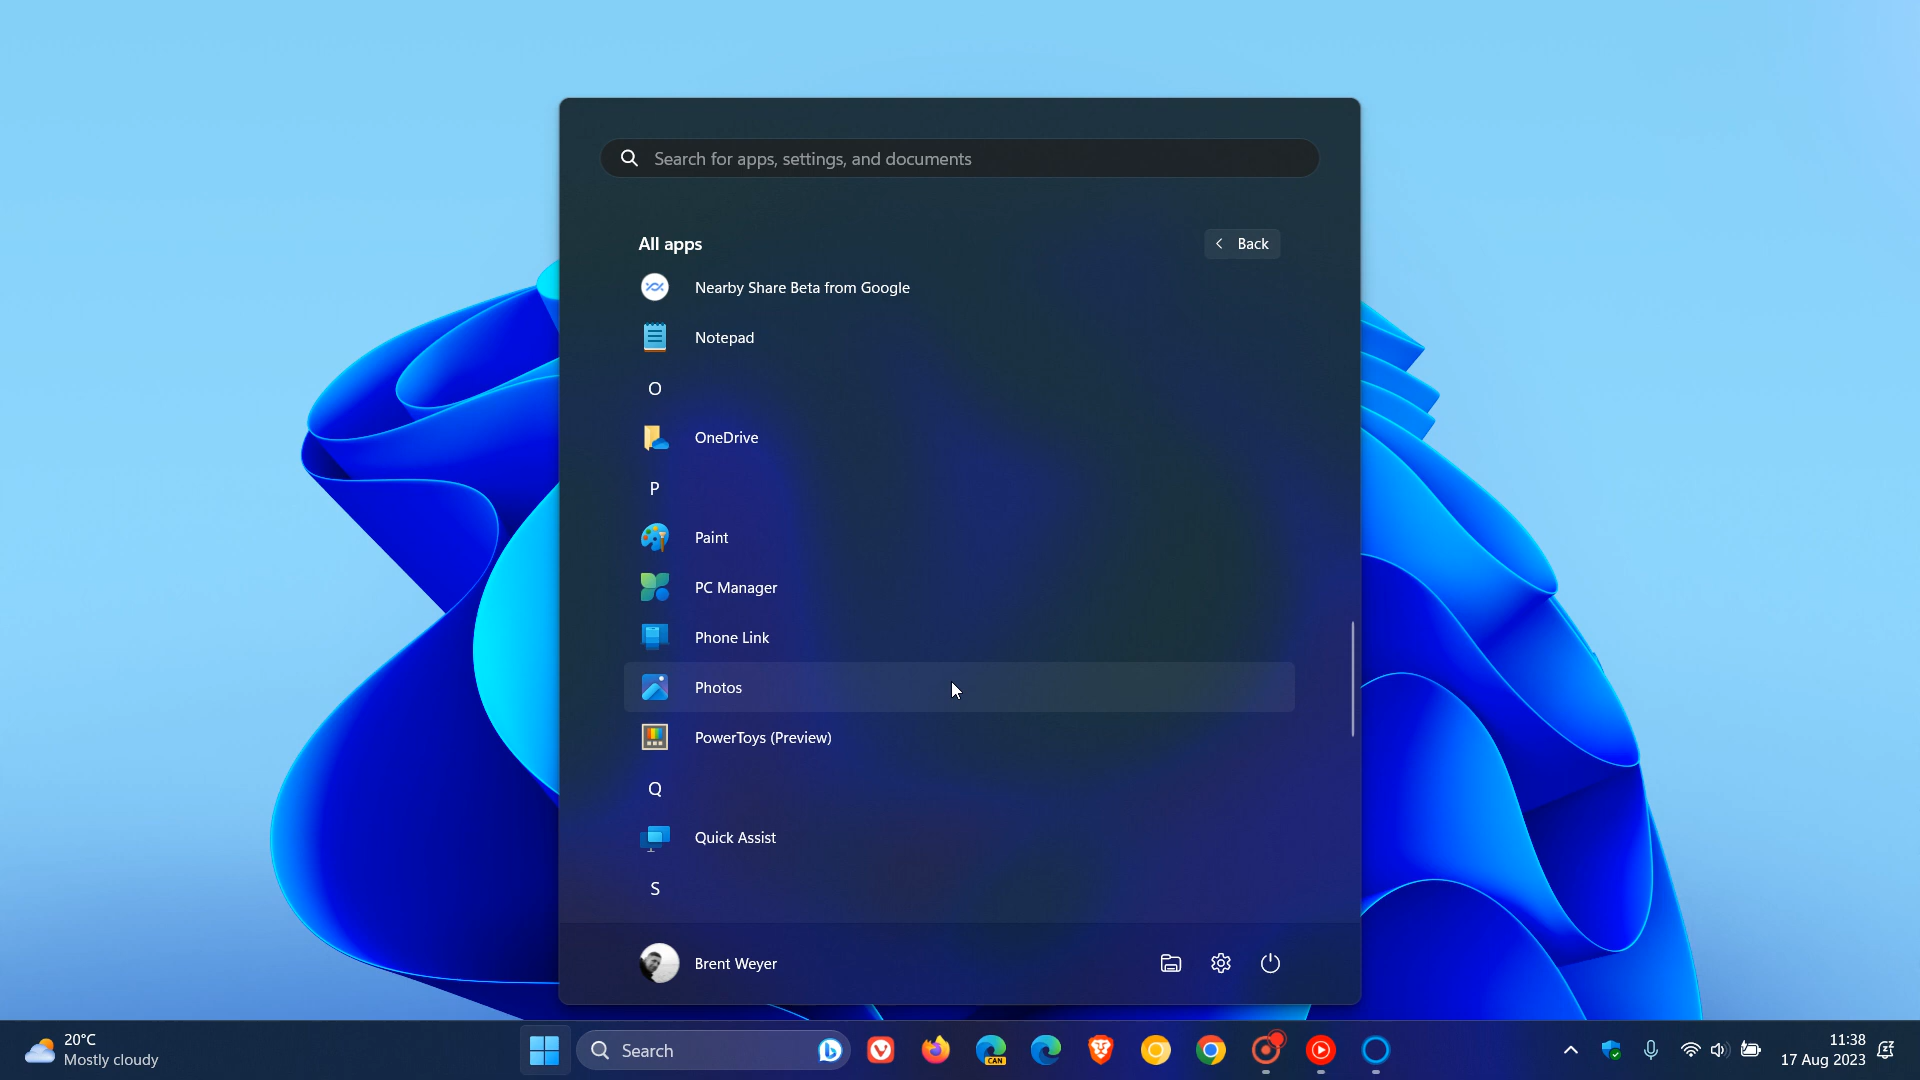 Search for apps, settings, and documents
All apps
Back
Nearby Share Beta from Google
Notepad
O
OneDrive
P
Paint
PC Manager
Phone Link
Photos
PowerToys (Preview)
Q
Quick Assist
S
Brent Weyer
20°C
Mostly cloudy
Search
CAN
11:38
17 Aug 2023